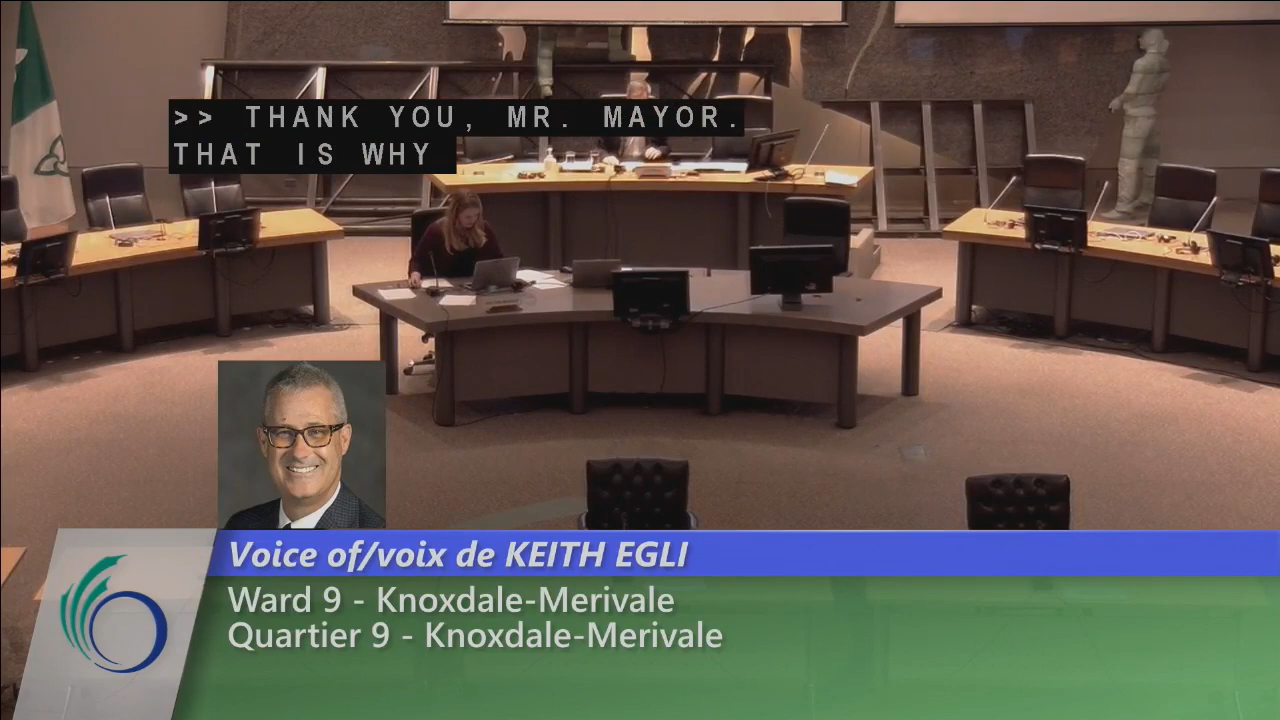 >> THANK YOU, MR. MAYOR.
THAT IS WHY
Voice of/voix de KEITH EGLI
Ward 9 - Knoxdale-Merivale
Quartier 9 - Knoxdale-Merivale